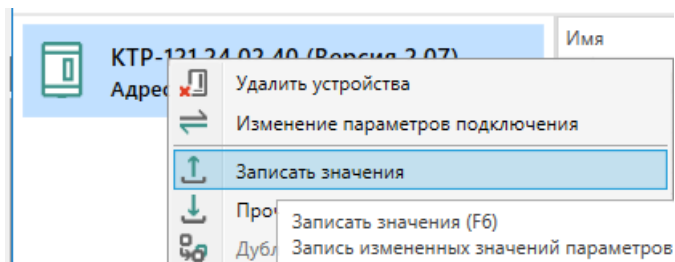 Имя
КТР-121.24.02.40 (Версия 2.07)
Адрес
Удалить устройства
Изменение параметров подключения
Записать значения
Записать значения (F6)
Запись измененных значений параметров